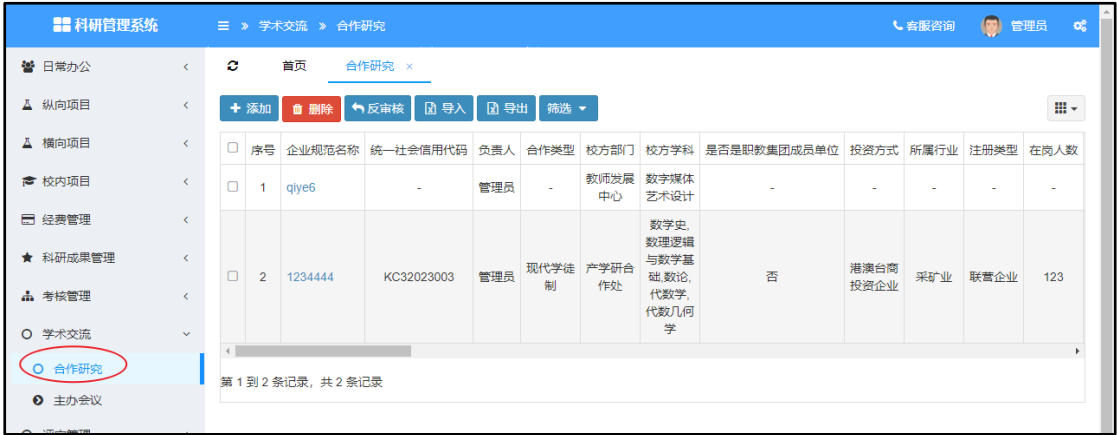 科研管理系统
学术交流 » 合作研究
客服咨询
管理员
日常办公
纵向项目
横向项目
校内项目
经费管理
科研成果管理
考核管理
学术交流
合作研究
主办会议
首页
合作研究 ×
添加
删除
反审核
导入
导出
筛选
序号 企业规范名称 统一社会信用代码 负责人 合作类型 校方部门 校方学科 是否是职教集团成员单位 投资方式 所属行业 注册类型 在岗人数
1 qiye6 - 管理员 - 教师发展 数字媒体 - - - - -
中心 艺术设计
数学史,
数理逻辑
与数学基
2 1234444 KC32023003 管理员 现代学徒 产学研合 础,数论, 否 港澳台商 采矿业 联营企业 123
制 作处 代数学, 投资企业
代数几何
学
第 1 到 2 条记录，共 2 条记录